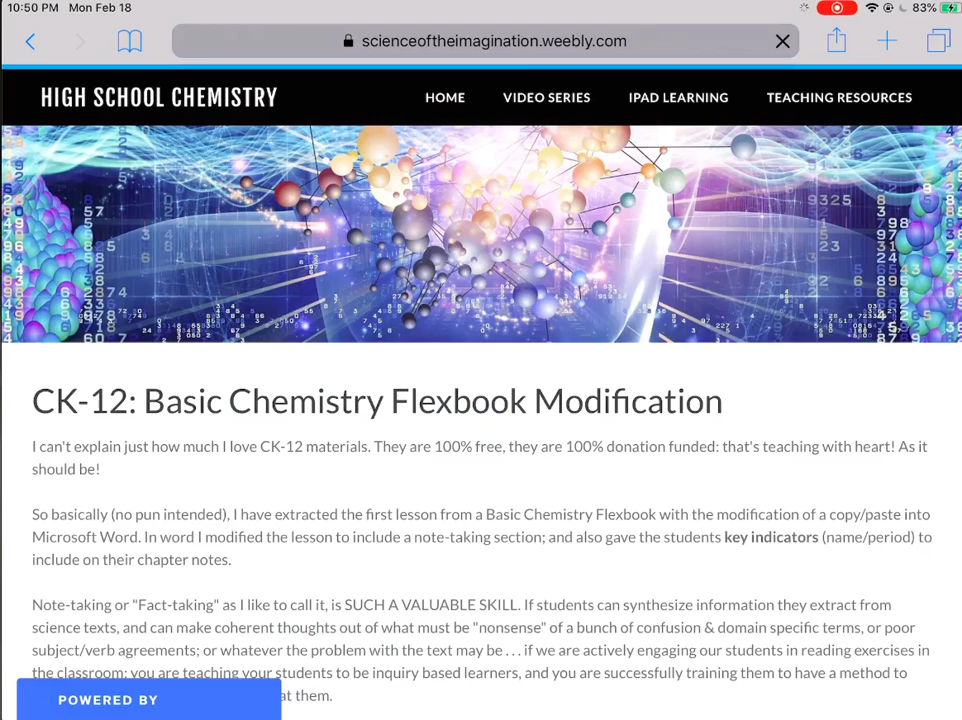 10:50 PM Mon Feb 18
83%
scienceoftheimagination.weebly.com
HIGH SCHOOL CHEMISTRY
HOME VIDEO SERIES IPAD LEARNING TEACHING RESOURCES
CK-12: Basic Chemistry Flexbook Modification
I can't explain just how much I love CK-12 materials. They are 100% free, they are 100% donation funded: that's teaching with heart! As it
should be!
So basically (no pun intended), I have extracted the first lesson from a Basic Chemistry Flexbook with the modification of a copy/paste into
Microsoft Word. In word I modified the lesson to include a note-taking section; and also gave the students key indicators (name/period) to
include on their chapter notes.
Note-taking or "Fact-taking" as I like to call it, is SUCH A VALUABLE SKILL. If students can synthesize information they extract from
science texts, and can make coherent thoughts out of what must be "nonsense" of a bunch of confusion & domain specific terms, or poor
subject/verb agreements; or whatever the problem with the text may be . . . if we are actively engaging our students in reading exercises in
the classroom: you are teaching your students to be inquiry based learners, and you are successfully training them to have a method to
at them.
POWERED BY